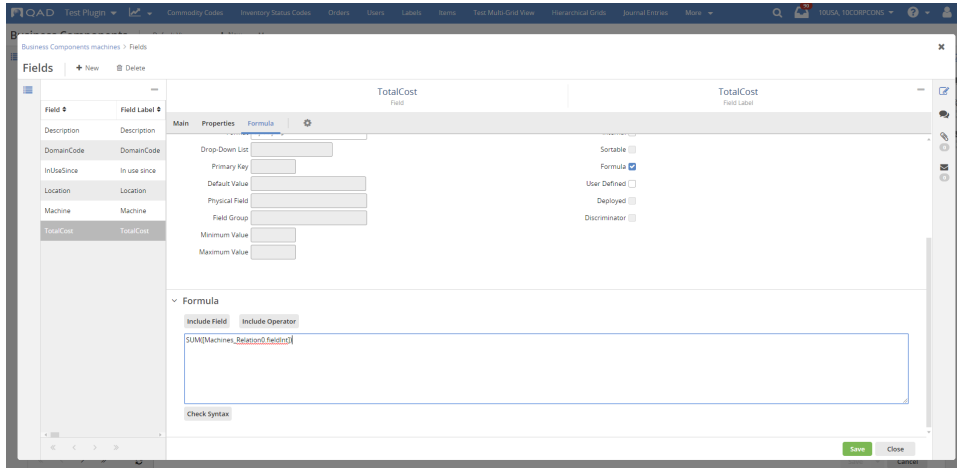 QAD Test Plugin Commodity Codes Inventory Status Codes Orders Users Labels Items Test Multi-Grid View Hierarchical Grids Journal Entries More 10USA, 10CORPCONS
Business Components machines > Fields
Fields + New Delete
TotalCost
Field
TotalCost
Field Label
Field Field Label
Description Description
DomainCode DomainCode
InUseSince In use since
Location Location
Machine Machine
TotalCost TotalCost
Main Properties Formula
Drop-Down List
Primary Key
Default Value
Physical Field
Field Group
Minimum Value
Maximum Value
Sortable
Formula
User Defined
Deployed
Discriminator
0
0
Formula
Include Field Include Operator
SUM([Machines_Relation0.fieldInt])
Check Syntax
Save Close
Cancel